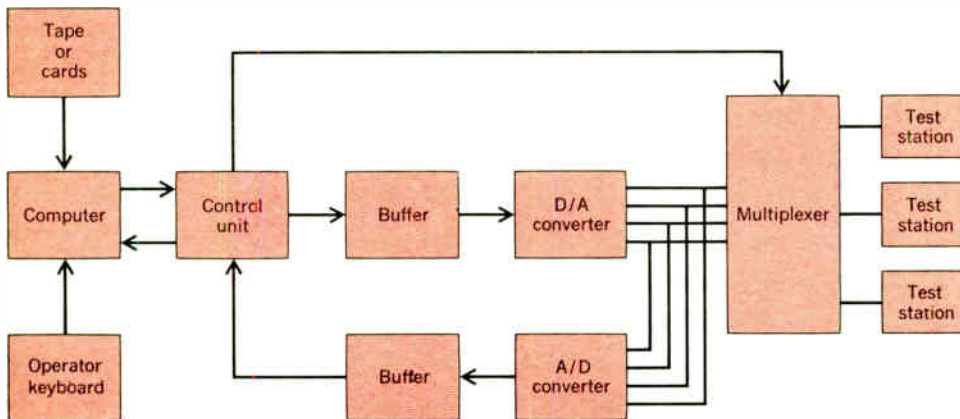 Tape
or
cards
Computer
Operator
keyboard
Control
unit
Buffer
D/A
converter
Buffer
A/D
converter
Multiplexer
Test
station
Test
station
Test
station